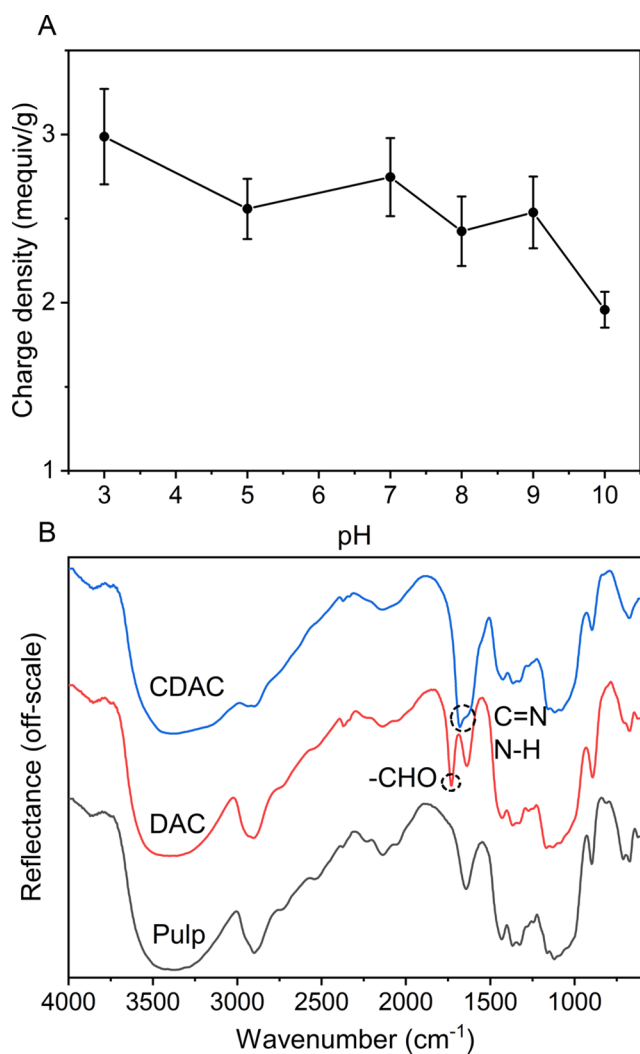 A
Charge density (mequiv/g)
3
2
1
3 4 5 6 7 8 9 10
pH
B
Reflectance (off-scale)
CDAC
C=N
N-H
-CHO
DAC
Pulp
4000 3500 3000 2500 2000 1500 1000
Wavenumber (cm⁻¹)